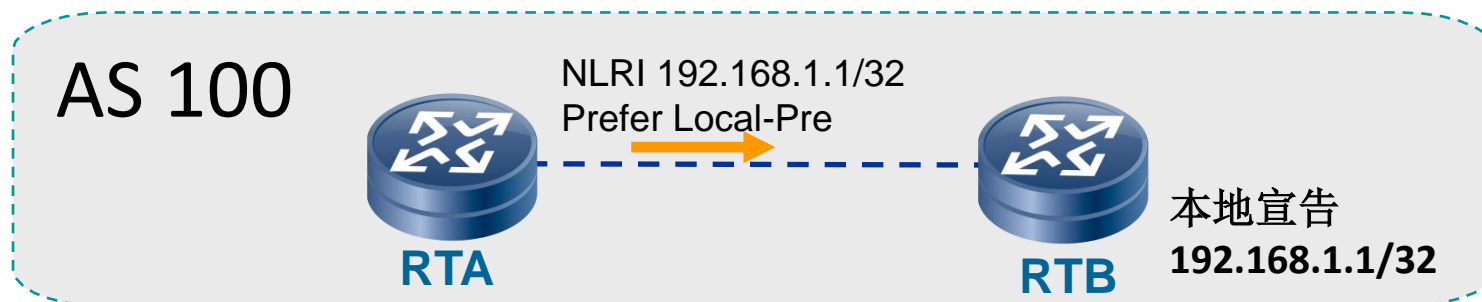 AS 100
NLRI 192.168.1.1/32
Prefer Local-Pre
RTA
RTB
本地宣告
192.168.1.1/32